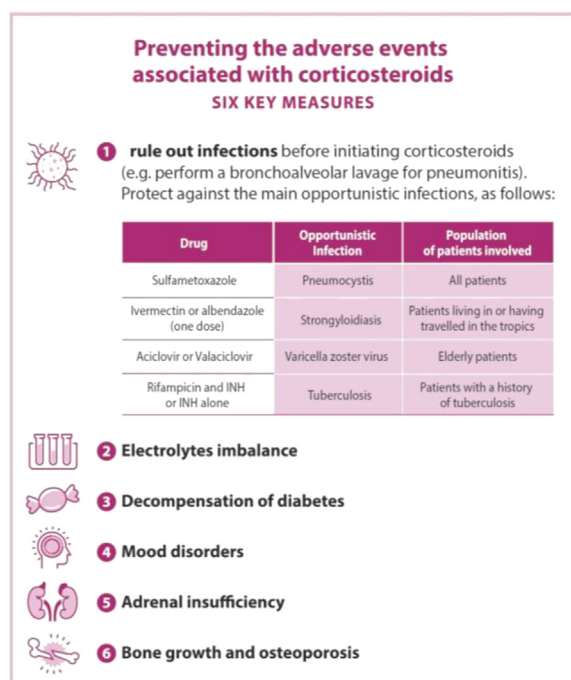 Preventing the adverse events
associated with corticosteroids
SIX KEY MEASURES
1 rule out infections before initiating corticosteroids
(e.g. perform a bronchoalveolar lavage for pneumonitis).
Protect against the main opportunistic infections, as follows:
Drug
Opportunistic
Infection
Population
of patients involved
Sulfametoxazole
Pneumocystis
All patients
Ivermectin or albendazole
(one dose)
Strongyloidiasis
Patients living in or having
travelled in the tropics
Aciclovir or Valaciclovir
Varicella zoster virus
Elderly patients
Rifampicin and INH
or INH alone
Tuberculosis
Patients with a history
of tuberculosis
2 Electrolytes imbalance
3 Decompensation of diabetes
4 Mood disorders
5 Adrenal insufficiency
6 Bone growth and osteoporosis